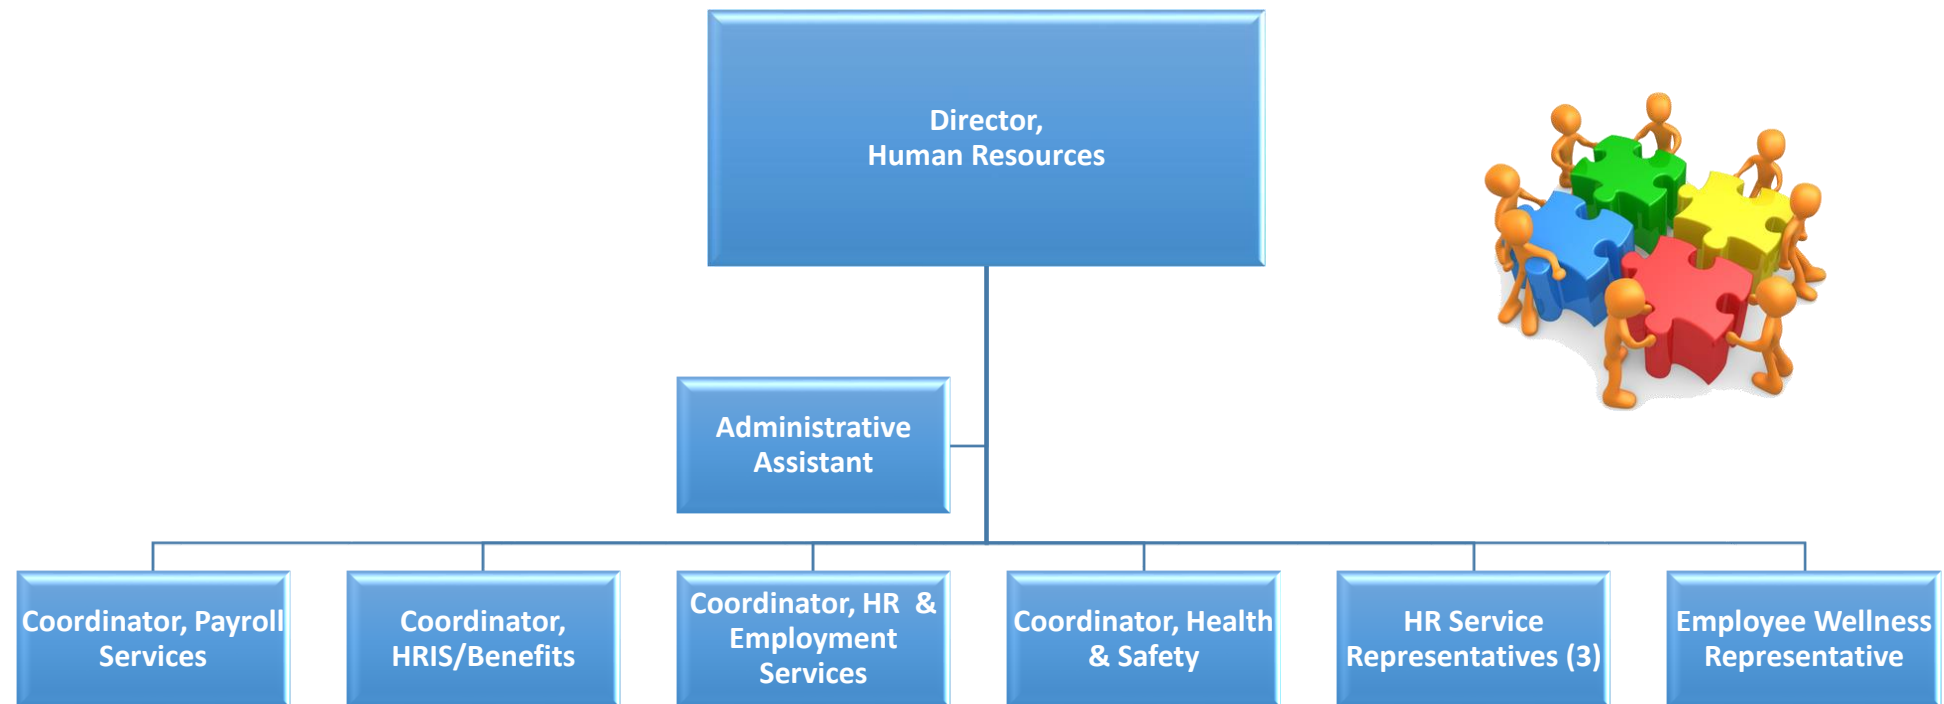 Director,
Human Resources
Administrative
Assistant
Coordinator, Payroll
Services
Coordinator,
HRIS/Benefits
Coordinator, HR &
Employment
Services
Coordinator, Health
& Safety
HR Service
Representatives (3)
Employee Wellness
Representative